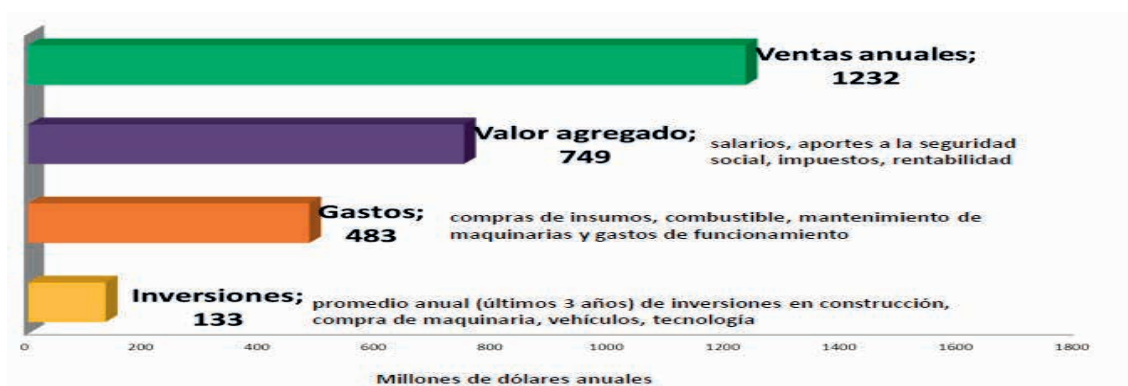 Ventas anuales;
1232
Valor agregado;
749
salarios, aportes a la seguridad
social, impuestos, rentabilidad
Gastos;
483
compras de insumos, combustible, mantenimiento de
maquinarias y gastos de funcionamiento
Inversiones;
133
promedio anual (últimos 3 años) de inversiones en construcción,
compra de maquinaria, vehículos, tecnología
0 200 400 600 800 1000 1200 1400 1600 1800
Millones de dólares anuales